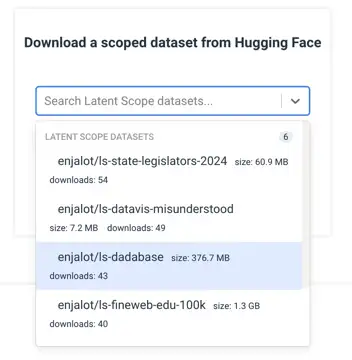 Download a scoped dataset from Hugging Face
Search Latent Scope datasets...
LATENT SCOPE DATASETS 6
enjalot/ls-state-legislators-2024 size: 60.9 MB
downloads: 54
enjalot/ls-datavis-misunderstood
size: 7.2 MB downloads: 49
enjalot/ls-dadabase size: 376.7 MB
downloads: 43
enjalot/ls-fineweb-edu-100k size: 1.3 GB
downloads: 40